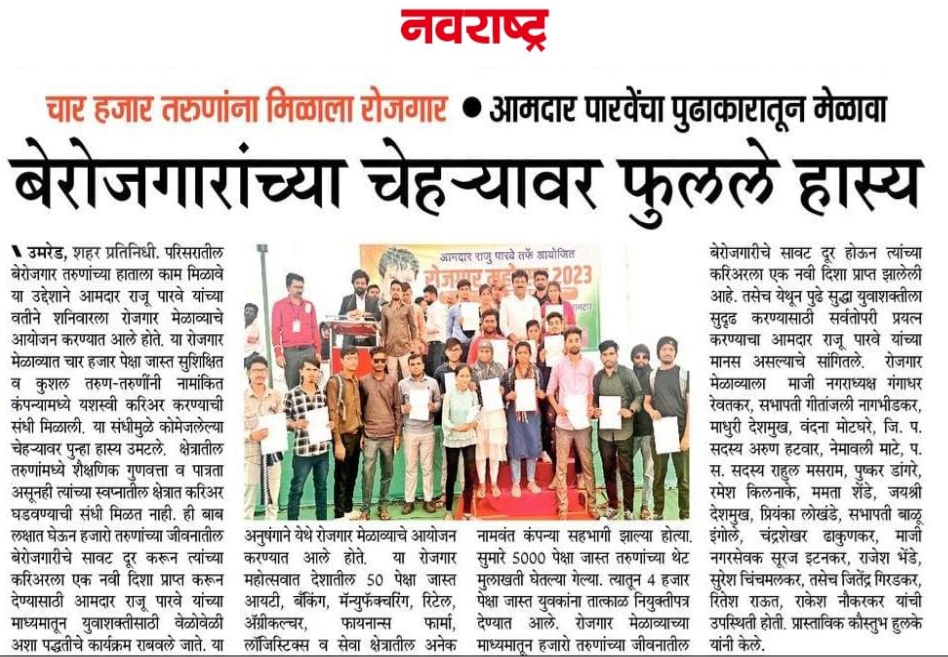 नवराष्ट्र
चार हजार तरुणांना मिळाला रोजगार ● आमदार पारवेंचा पुढाकारातून मेळावा
बेरोजगारांच्या चेहऱ्यावर फुलले हास्य
उमरेड, शहर प्रतिनिधी. परिसरातील
बेरोजगार तरुणांच्या हाताला काम मिळावे
या उद्देशाने आमदार राजू पारवे यांच्या
वतीने शनिवारला रोजगार मेळाव्याचे
आयोजन करण्यात आले होते. या रोजगार
मेळाव्यात चार हजार पेक्षा जास्त सुशिक्षित
व कुशल तरुण-तरुणींनी नामांकित
कंपन्यामध्ये यशस्वी करिअर करण्याची
संधी मिळाली. या संधीमुळे कोमेजलेल्या
चेहऱ्यावर पुन्हा हास्य उमटले. क्षेत्रातील
तरुणांमध्ये शैक्षणिक गुणवत्ता व पात्रता
असूनही त्यांच्या स्वप्नातील क्षेत्रात करिअर
घडवण्याची संधी मिळत नाही. ही बाब
लक्षात घेऊन हजारो तरुणांच्या जीवनातील
बेरोजगारीचे सावट दूर करून त्यांच्या
करिअरला एक नवी दिशा प्राप्त करून
देण्यासाठी आमदार राजू पारवे यांच्या
माध्यमातून युवाशक्तीसाठी वेळोवेळी
अशा पद्धतीचे कार्यक्रम राबवले जाते. या
आमदार राजु पारवे तर्फे आयोजित
रोजगार महोत्सव 2023
अनुषंगाने येथे रोजगार मेळाव्याचे आयोजन
करण्यात आले होते. या रोजगार
महोत्सवात देशातील 50 पेक्षा जास्त
आयटी, बँकिंग, मॅन्युफॅक्चरिंग, रिटेल,
ॲग्रीकल्चर, फायनान्स फार्मा,
लॉजिस्टिक्स व सेवा क्षेत्रातील अनेक
नामवंत कंपन्या सहभागी झाल्या होत्या.
सुमारे 5000 पेक्षा जास्त तरुणांच्या थेट
मुलाखती घेतल्या गेल्या. त्यातून 4 हजार
पेक्षा जास्त युवकांना तात्काळ नियुक्तीपत्र
देण्यात आले. रोजगार मेळाव्याच्या
माध्यमातून हजारो तरुणांच्या जीवनातील
बेरोजगारीचे सावट दूर होऊन त्यांच्या
करिअरला एक नवी दिशा प्राप्त झालेली
आहे. तसेच येथून पुढे सुद्धा युवाशक्तीला
सुदृढ करण्यासाठी सर्वतोपरी प्रयत्न
करण्याचा आमदार राजू पारवे यांच्या
मानस असल्याचे सांगितले. रोजगार
मेळाव्याला माजी नगराध्यक्ष गंगाधर
रेवतकर, सभापती गीतांजली नागभीडकर,
माधुरी देशमुख, वंदना मोटघरे, जि. प.
सदस्य अरुण हटवार, नेमावली माटे, प.
स. सदस्य राहुल मसराम, पुष्कर डांगरे,
रमेश किलनाके, ममता शेंडे, जयश्री
देशमुख, प्रियंका लोखंडे, सभापती बाळू
इंगोले, चंद्रशेखर ढाकुणकर, माजी
नगरसेवक सूरज इटनकर, राजेश भेंडे,
सुरेश चिंचमलकर, तसेच जितेंद्र गिरडकर,
रितेश राऊत, राकेश नौकरकर यांची
उपस्थिती होती. प्रास्ताविक कौस्तुभ हुलके
यांनी केले.